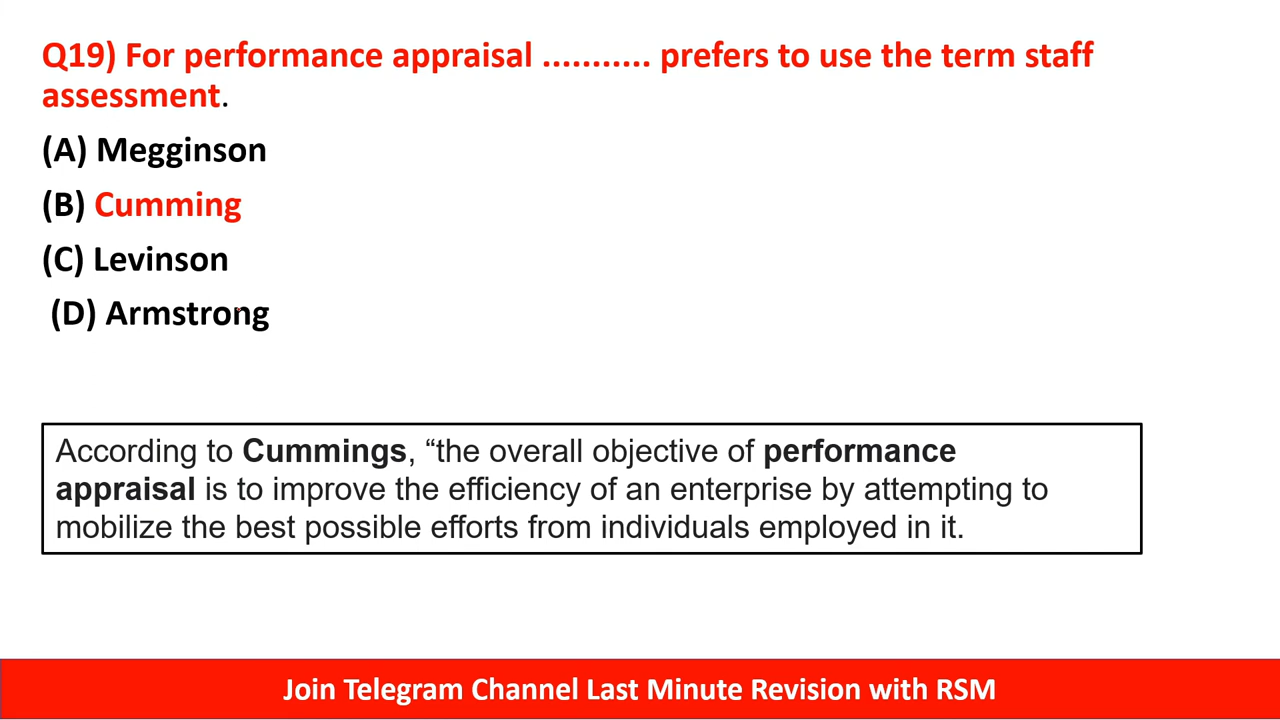 Q19) For performance appraisal ........... prefers to use the term staff
assessment.
(A) Megginson
(B) Cumming
(C) Levinson
(D) Armstrong
According to Cummings, “the overall objective of performance
appraisal is to improve the efficiency of an enterprise by attempting to
mobilize the best possible efforts from individuals employed in it.
Join Telegram Channel Last Minute Revision with RSM